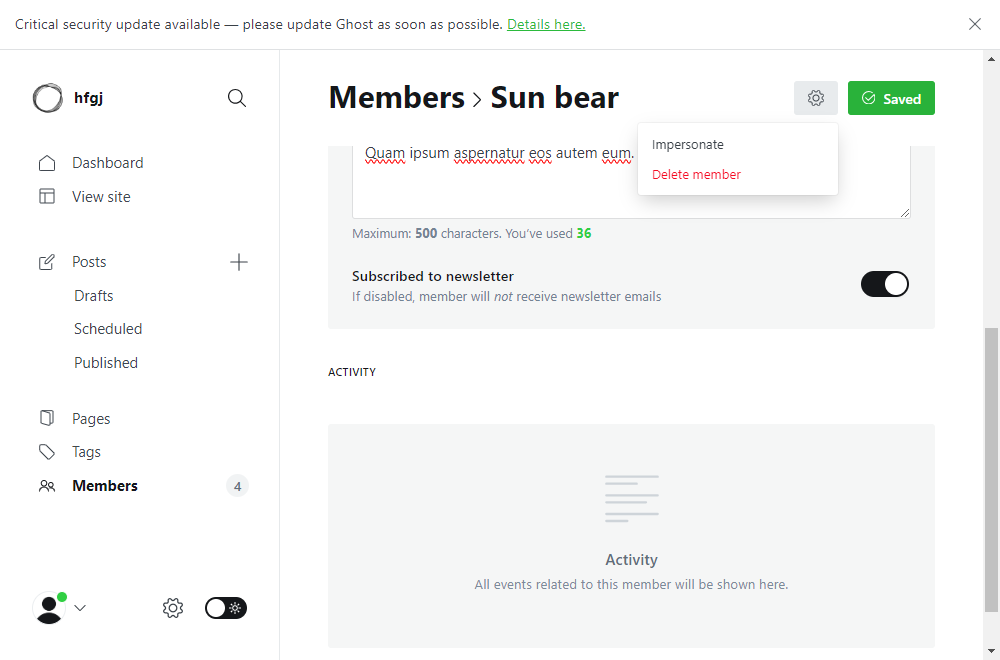 Critical security update available — please update Ghost as soon as possible. Details here.
hfgj
Dashboard
View site
Posts
Drafts
Scheduled
Published
Pages
Tags
Members
4
Members > Sun bear
Saved
Impersonate
Delete member
Quam ipsum aspernatur eos autem eum.
Maximum: 500 characters. You've used 36
Subscribed to newsletter
If disabled, member will not receive newsletter emails
ACTIVITY
Activity
All events related to this member will be shown here.